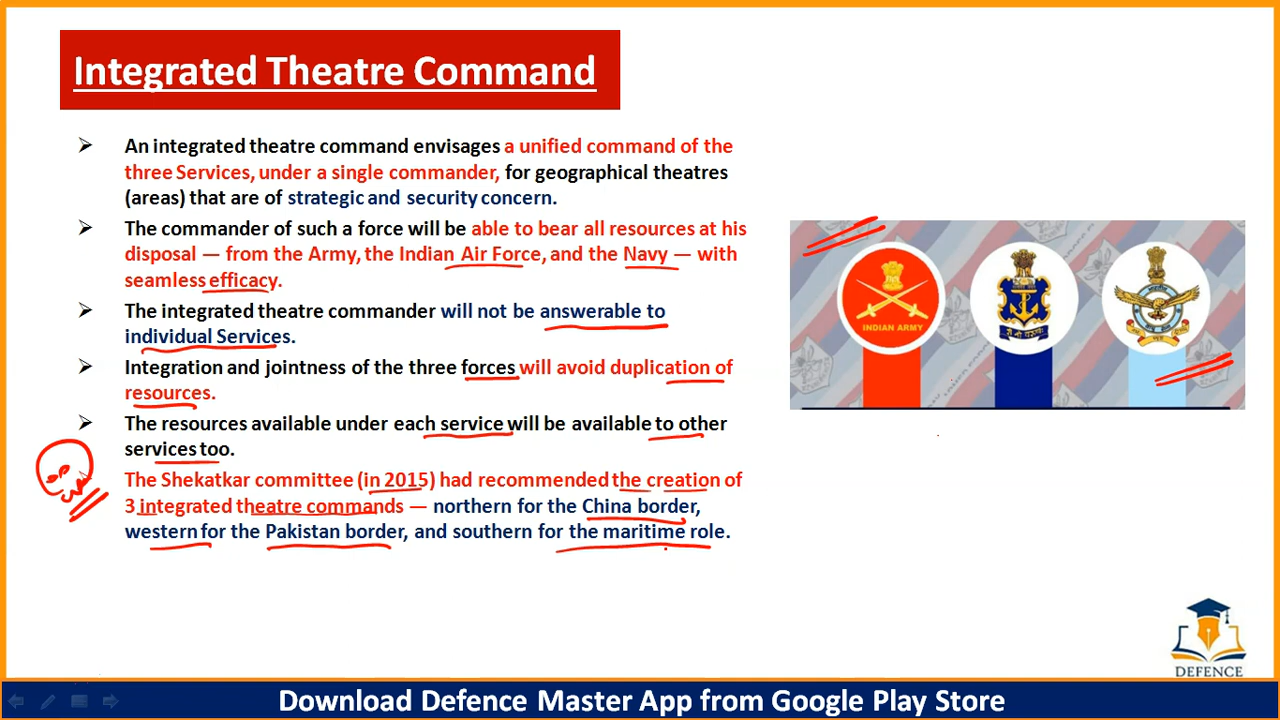 Integrated Theatre Command
An integrated theatre command envisages a unified command of the
three Services, under a single commander, for geographical theatres
(areas) that are of strategic and security concern.
The commander of such a force will be able to bear all resources at his
disposal — from the Army, the Indian Air Force, and the Navy — with
seamless efficacy.
The integrated theatre commander will not be answerable to
individual Services.
Integration and jointness of the three forces will avoid duplication of
resources.
The resources available under each service will be available to other
services too.
The Shekatkar committee (in 2015) had recommended the creation of
3 integrated theatre commands — northern for the China border,
western for the Pakistan border, and southern for the maritime role.
INDIAN ARMY
DEFENCE
Download Defence Master App from Google Play Store